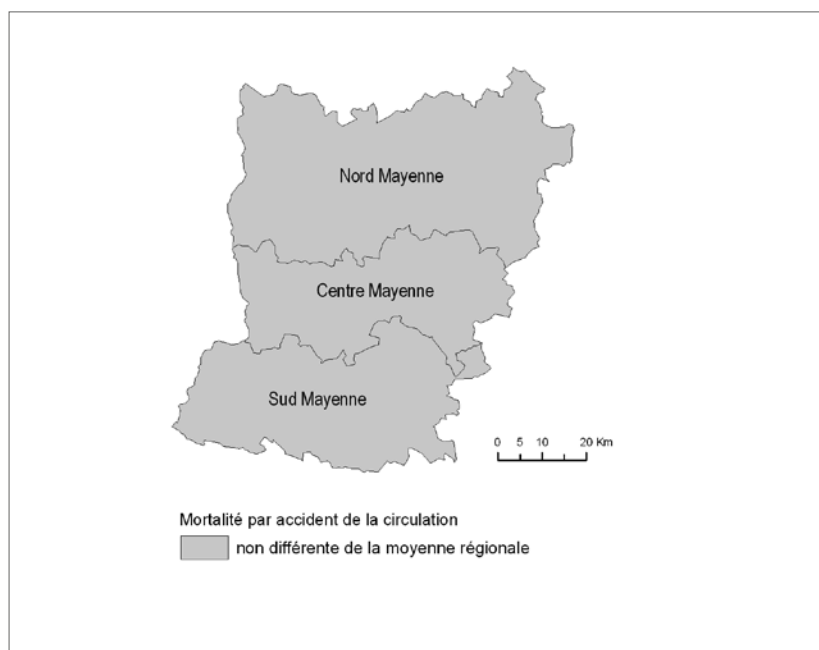 Nord Mayenne
Centre Mayenne
Sud Mayenne
0 5 10 20 Km
Mortalité par accident de la circulation
non différente de la moyenne régionale